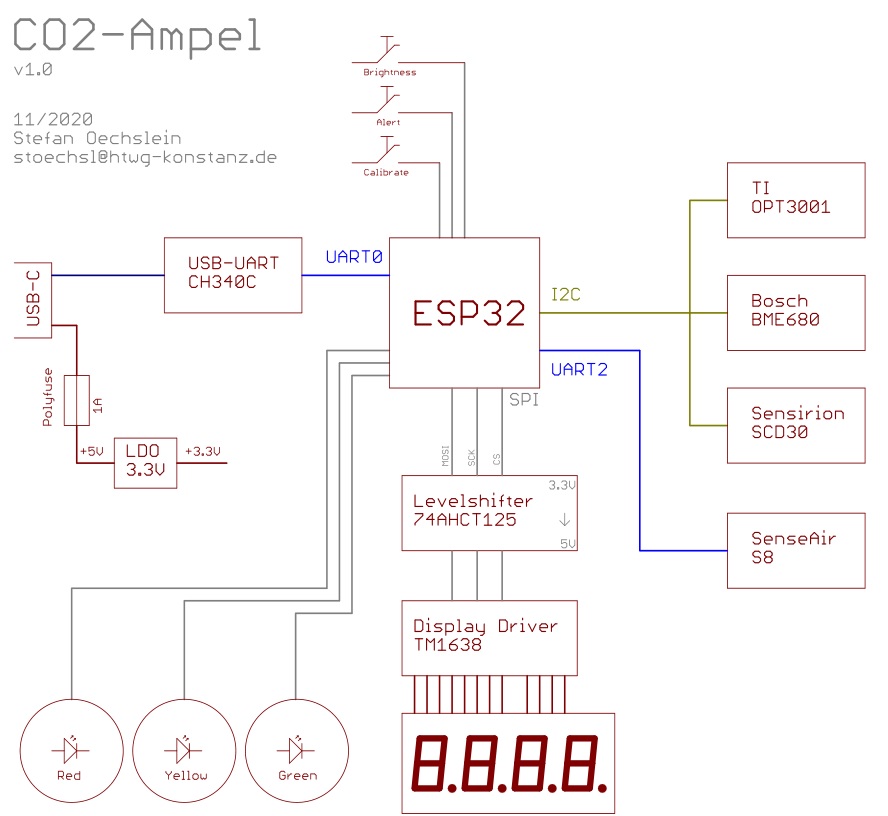 CO2-Ampel
v1.0
11/2020
Stefan Oechslein
stoechsl@htwg-konstanz.de
Brightness
Alert
Calibrate
TI
OPT3001
USB-UART
CH340C
UART0
USB-C
ESP32
I2C
Bosch
BME680
UART2
SPI
Polyfuse
1A
Sensirion
SCD30
+5V
LDO
3.3V
+3.3V
MOSI
SCK
CS
Levelshifter
74AHCT125
3.3V
↓
5V
SenseAir
S8
Display Driver
TM1638
8.8.8.8.
Red
Yellow
Green